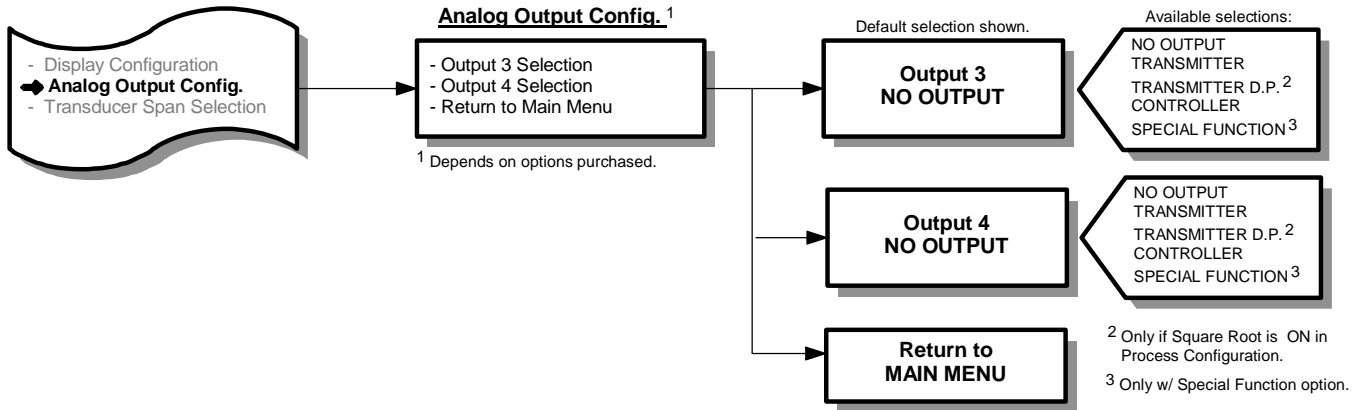 - Display Configuration
Analog Output Config.
- Transducer Span Selection
Analog Output Config. 1
- Output 3 Selection
- Output 4 Selection
- Return to Main Menu
1 Depends on options purchased.
Default selection shown.
Output 3
NO OUTPUT
Available selections:
NO OUTPUT
TRANSMITTER
TRANSMITTER D.P. 2
CONTROLLER
SPECIAL FUNCTION 3
Output 4
NO OUTPUT
NO OUTPUT
TRANSMITTER
TRANSMITTER D.P. 2
CONTROLLER
SPECIAL FUNCTION 3
Return to
MAIN MENU
2 Only if Square Root is ON in
Process Configuration.
3 Only w/ Special Function option.